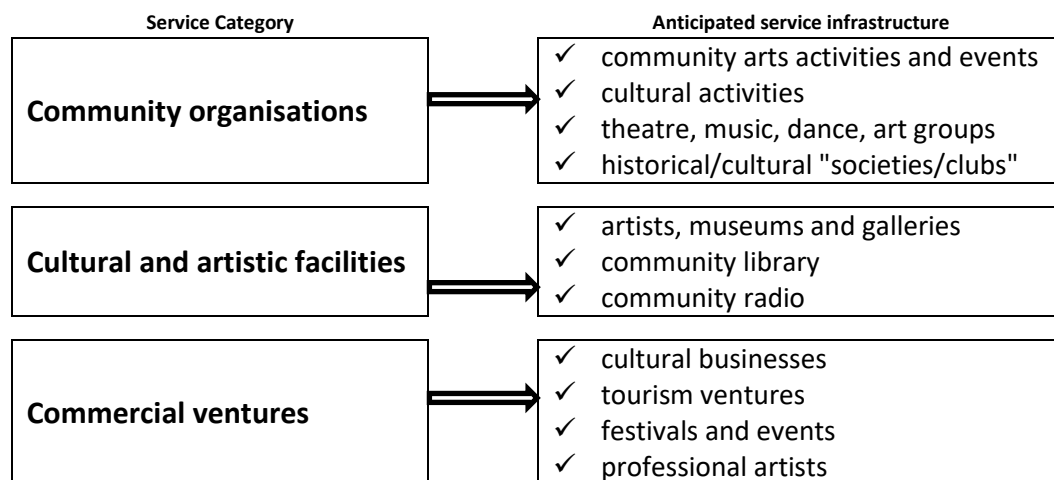 Service Category
Anticipated service infrastructure
Community organisations
✓ community arts activities and events
✓ cultural activities
✓ theatre, music, dance, art groups
✓ historical/cultural "societies/clubs"
Cultural and artistic facilities
✓ artists, museums and galleries
✓ community library
✓ community radio
Commercial ventures
✓ cultural businesses
✓ tourism ventures
✓ festivals and events
✓ professional artists